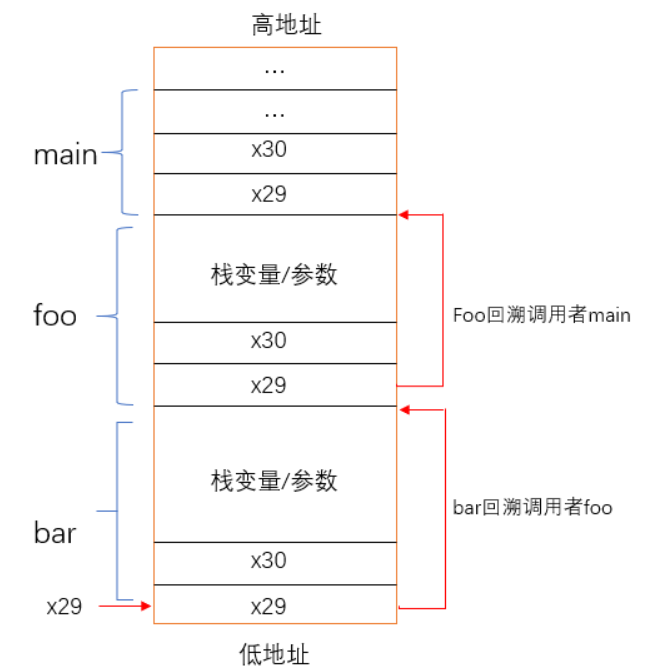 高地址
...
...
main
x30
x29
栈变量/参数
foo
Foo回溯调用者main
x30
x29
栈变量/参数
bar回溯调用者foo
bar
x30
x29
x29
低地址